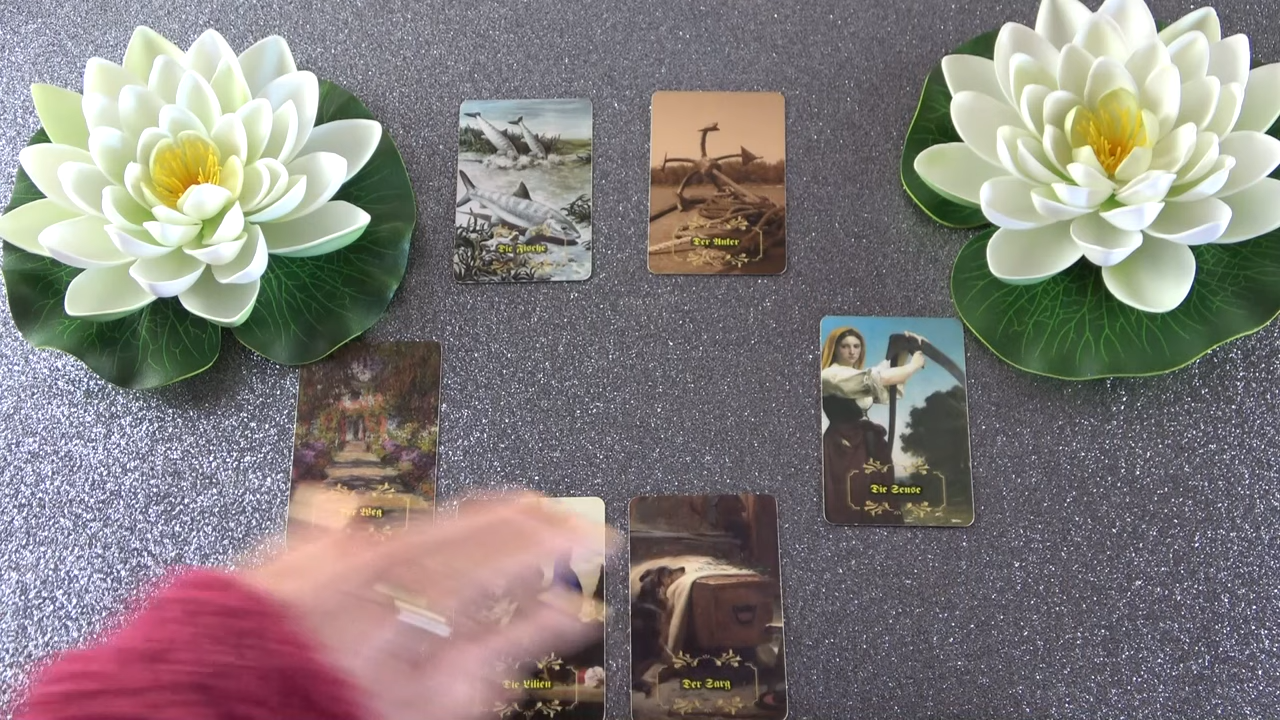 Die Fische
Der Anker
Der Weg
Die Sense
Die Lilien
Der Sarg